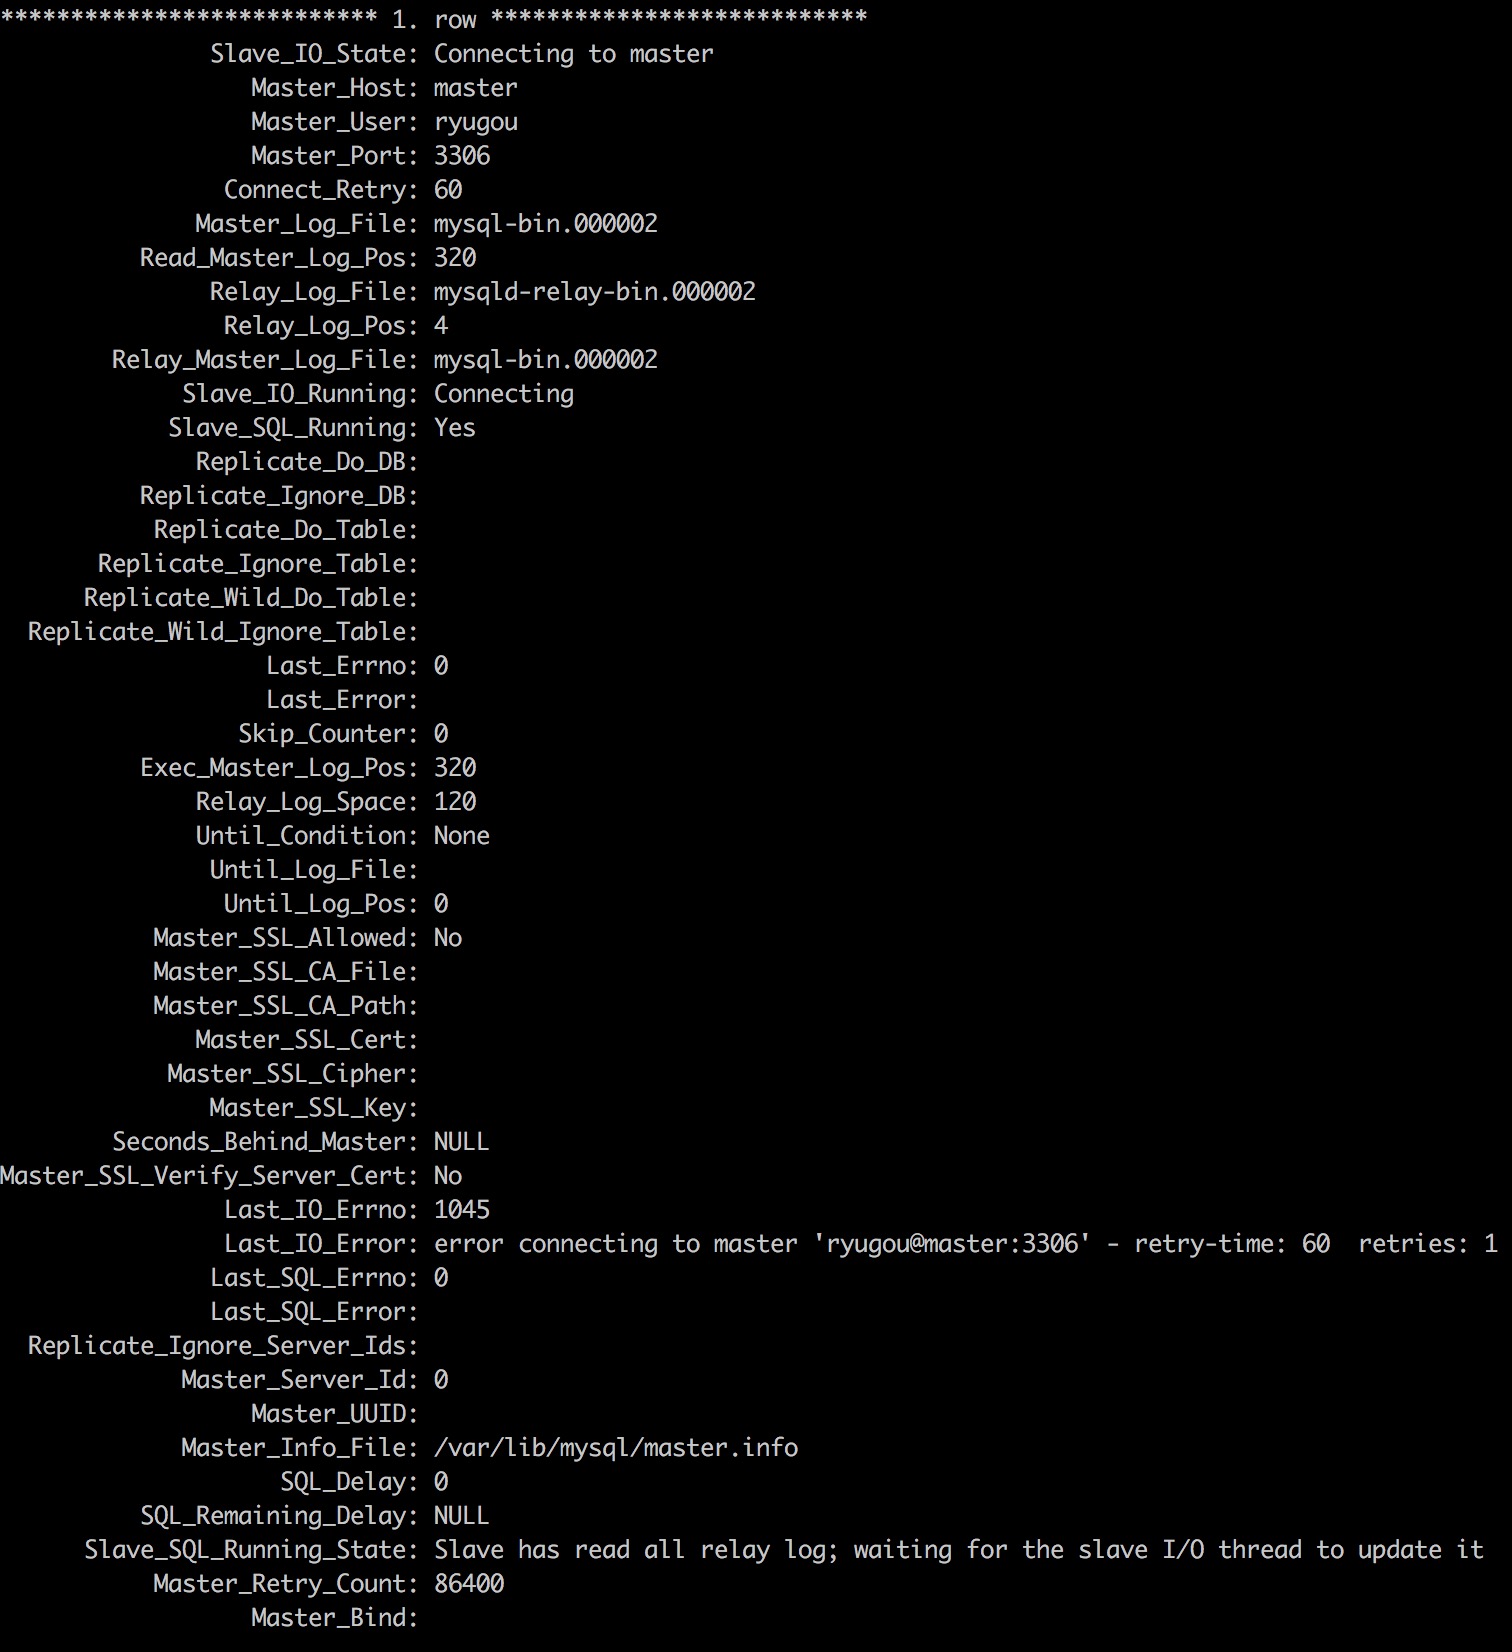 *************************** 1. row ***************************
Slave_IO_State: Connecting to master
Master_Host: master
Master_User: ryugou
Master_Port: 3306
Connect_Retry: 60
Master_Log_File: mysql-bin.000002
Read_Master_Log_Pos: 320
Relay_Log_File: mysqld-relay-bin.000002
Relay_Log_Pos: 4
Relay_Master_Log_File: mysql-bin.000002
Slave_IO_Running: Connecting
Slave_SQL_Running: Yes
Replicate_Do_DB:
Replicate_Ignore_DB:
Replicate_Do_Table:
Replicate_Ignore_Table:
Replicate_Wild_Do_Table:
Replicate_Wild_Ignore_Table:
Last_Errno: 0
Last_Error:
Skip_Counter: 0
Exec_Master_Log_Pos: 320
Relay_Log_Space: 120
Until_Condition: None
Until_Log_File:
Until_Log_Pos: 0
Master_SSL_Allowed: No
Master_SSL_CA_File:
Master_SSL_CA_Path:
Master_SSL_Cert:
Master_SSL_Cipher:
Master_SSL_Key:
Seconds_Behind_Master: NULL
Master_SSL_Verify_Server_Cert: No
Last_IO_Errno: 1045
Last_IO_Error: error connecting to master 'ryugou@master:3306' - retry-time: 60  retries: 1
Last_SQL_Errno: 0
Last_SQL_Error:
Replicate_Ignore_Server_Ids:
Master_Server_Id: 0
Master_UUID:
Master_Info_File: /var/lib/mysql/master.info
SQL_Delay: 0
SQL_Remaining_Delay: NULL
Slave_SQL_Running_State: Slave has read all relay log; waiting for the slave I/O thread to update it
Master_Retry_Count: 86400
Master_Bind: